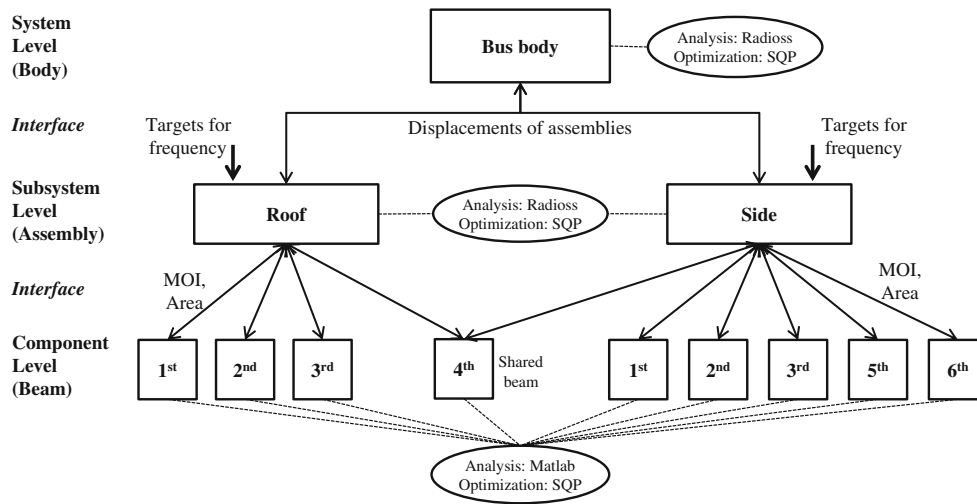 System
Level
(Body)
Bus body
Analysis: Radioss
Optimization: SQP
Interface
Targets for
frequency
Displacements of assemblies
Targets for
frequency
Subsystem
Level
(Assembly)
Roof
Analysis: Radioss
Optimization: SQP
Side
Interface
MOI,
Area
MOI,
Area
Component
Level
(Beam)
1st
2nd
3rd
4th
Shared
beam
1st
2nd
3rd
5th
6th
Analysis: Matlab
Optimization: SQP